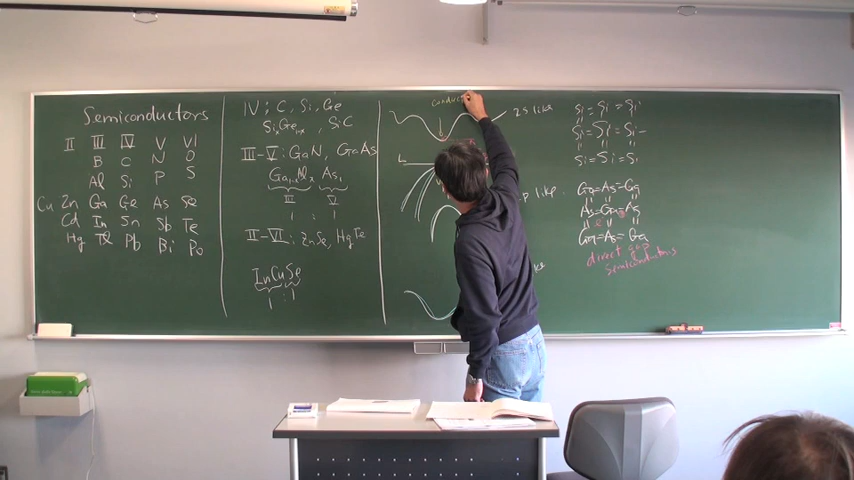 Semiconductors
II III IV V VI
B C N O
Al Si P S
Cu Zn Ga Ge As Se
Cd In Sn Sb Te
Hg Tl Pb Bi Po
IV; C, Si, Ge
SixGe1-x, SiC
III-V: GaN, GaAs
Ga1-xAlx As1
III V
1 : 1
II-VI: ZnSe, HgTe
InCuSe
1 : 1
conduct
2s like
L
p like.
Si = Si = Si
Si = Si = Si -
Si = Si = Si
Ga = As = Ga
As = Ga = As
Ga = As = Ga
direct gap
semiconductors